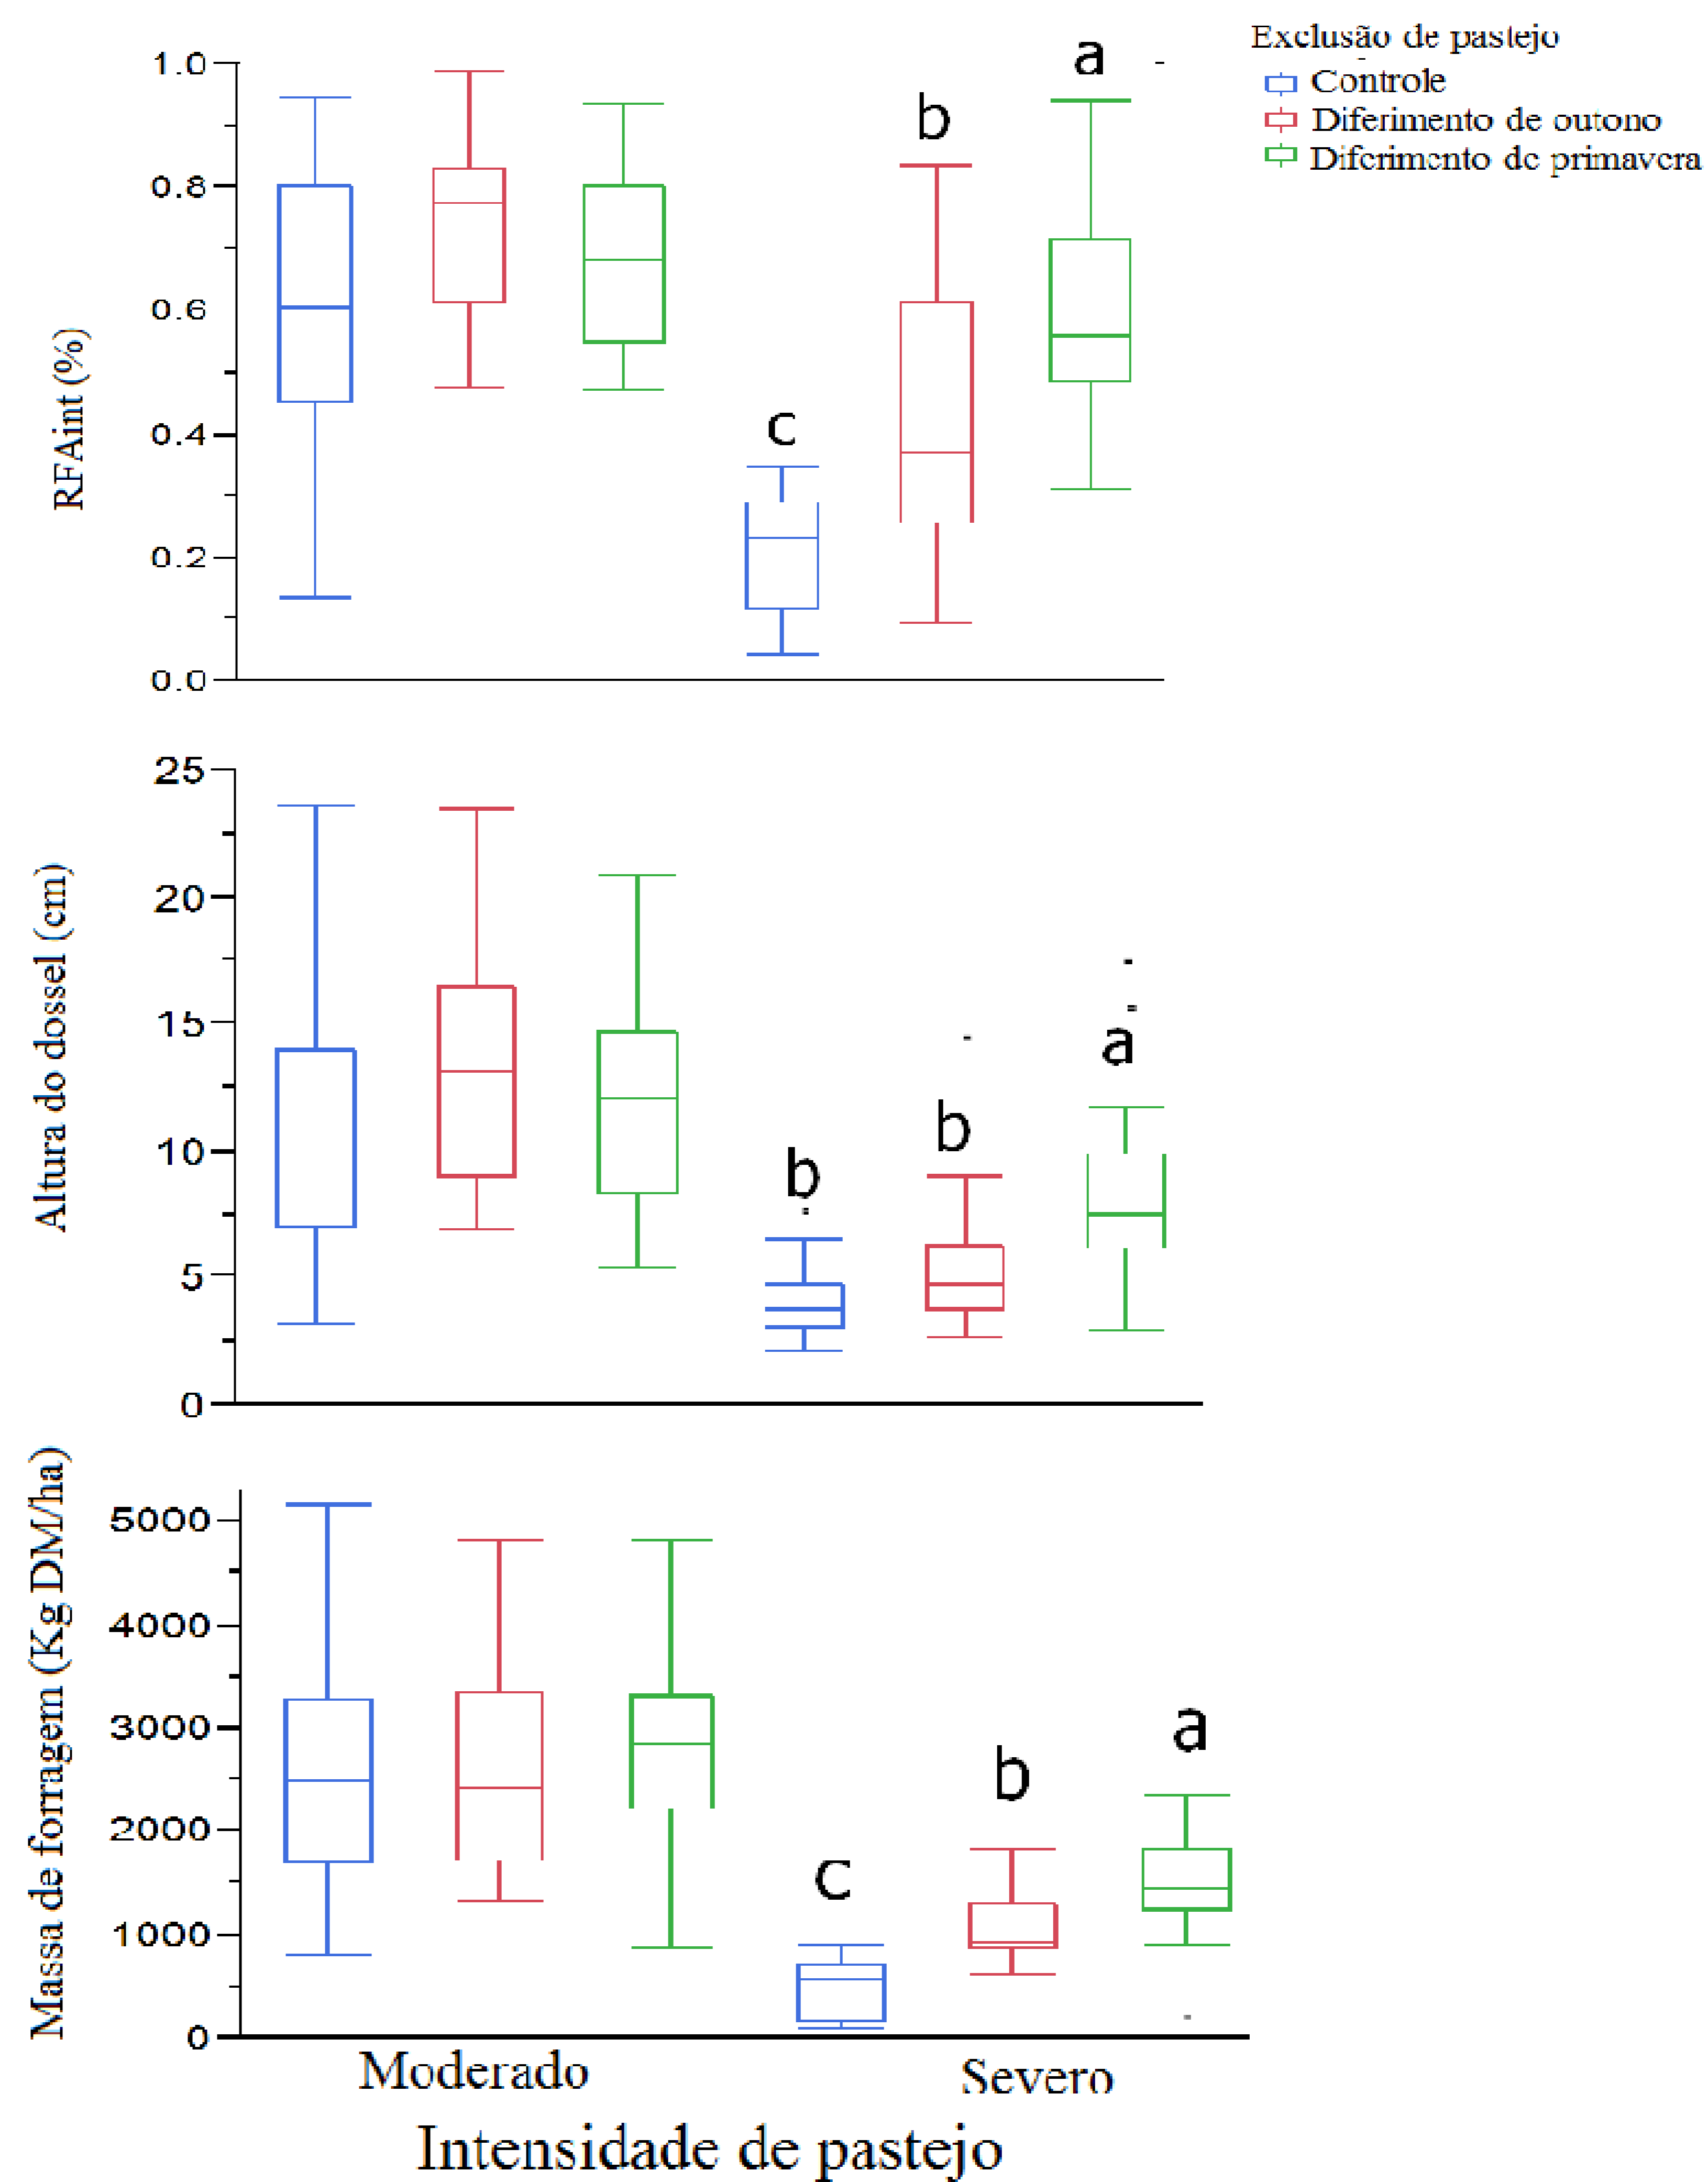 Exclusão de pastejo
Controle
Diferimento de outono
Diferimento de primavera
RFAint (%)
1.0
0.8
0.6
0.4
0.2
0.0
c
b
a
Altura do dossel (cm)
25
20
15
10
5
0
b
b
a
Massa de forragem (Kg DM/ha)
5000
4000
3000
2000
1000
0
c
b
a
Moderado
Severo
Intensidade de pastejo